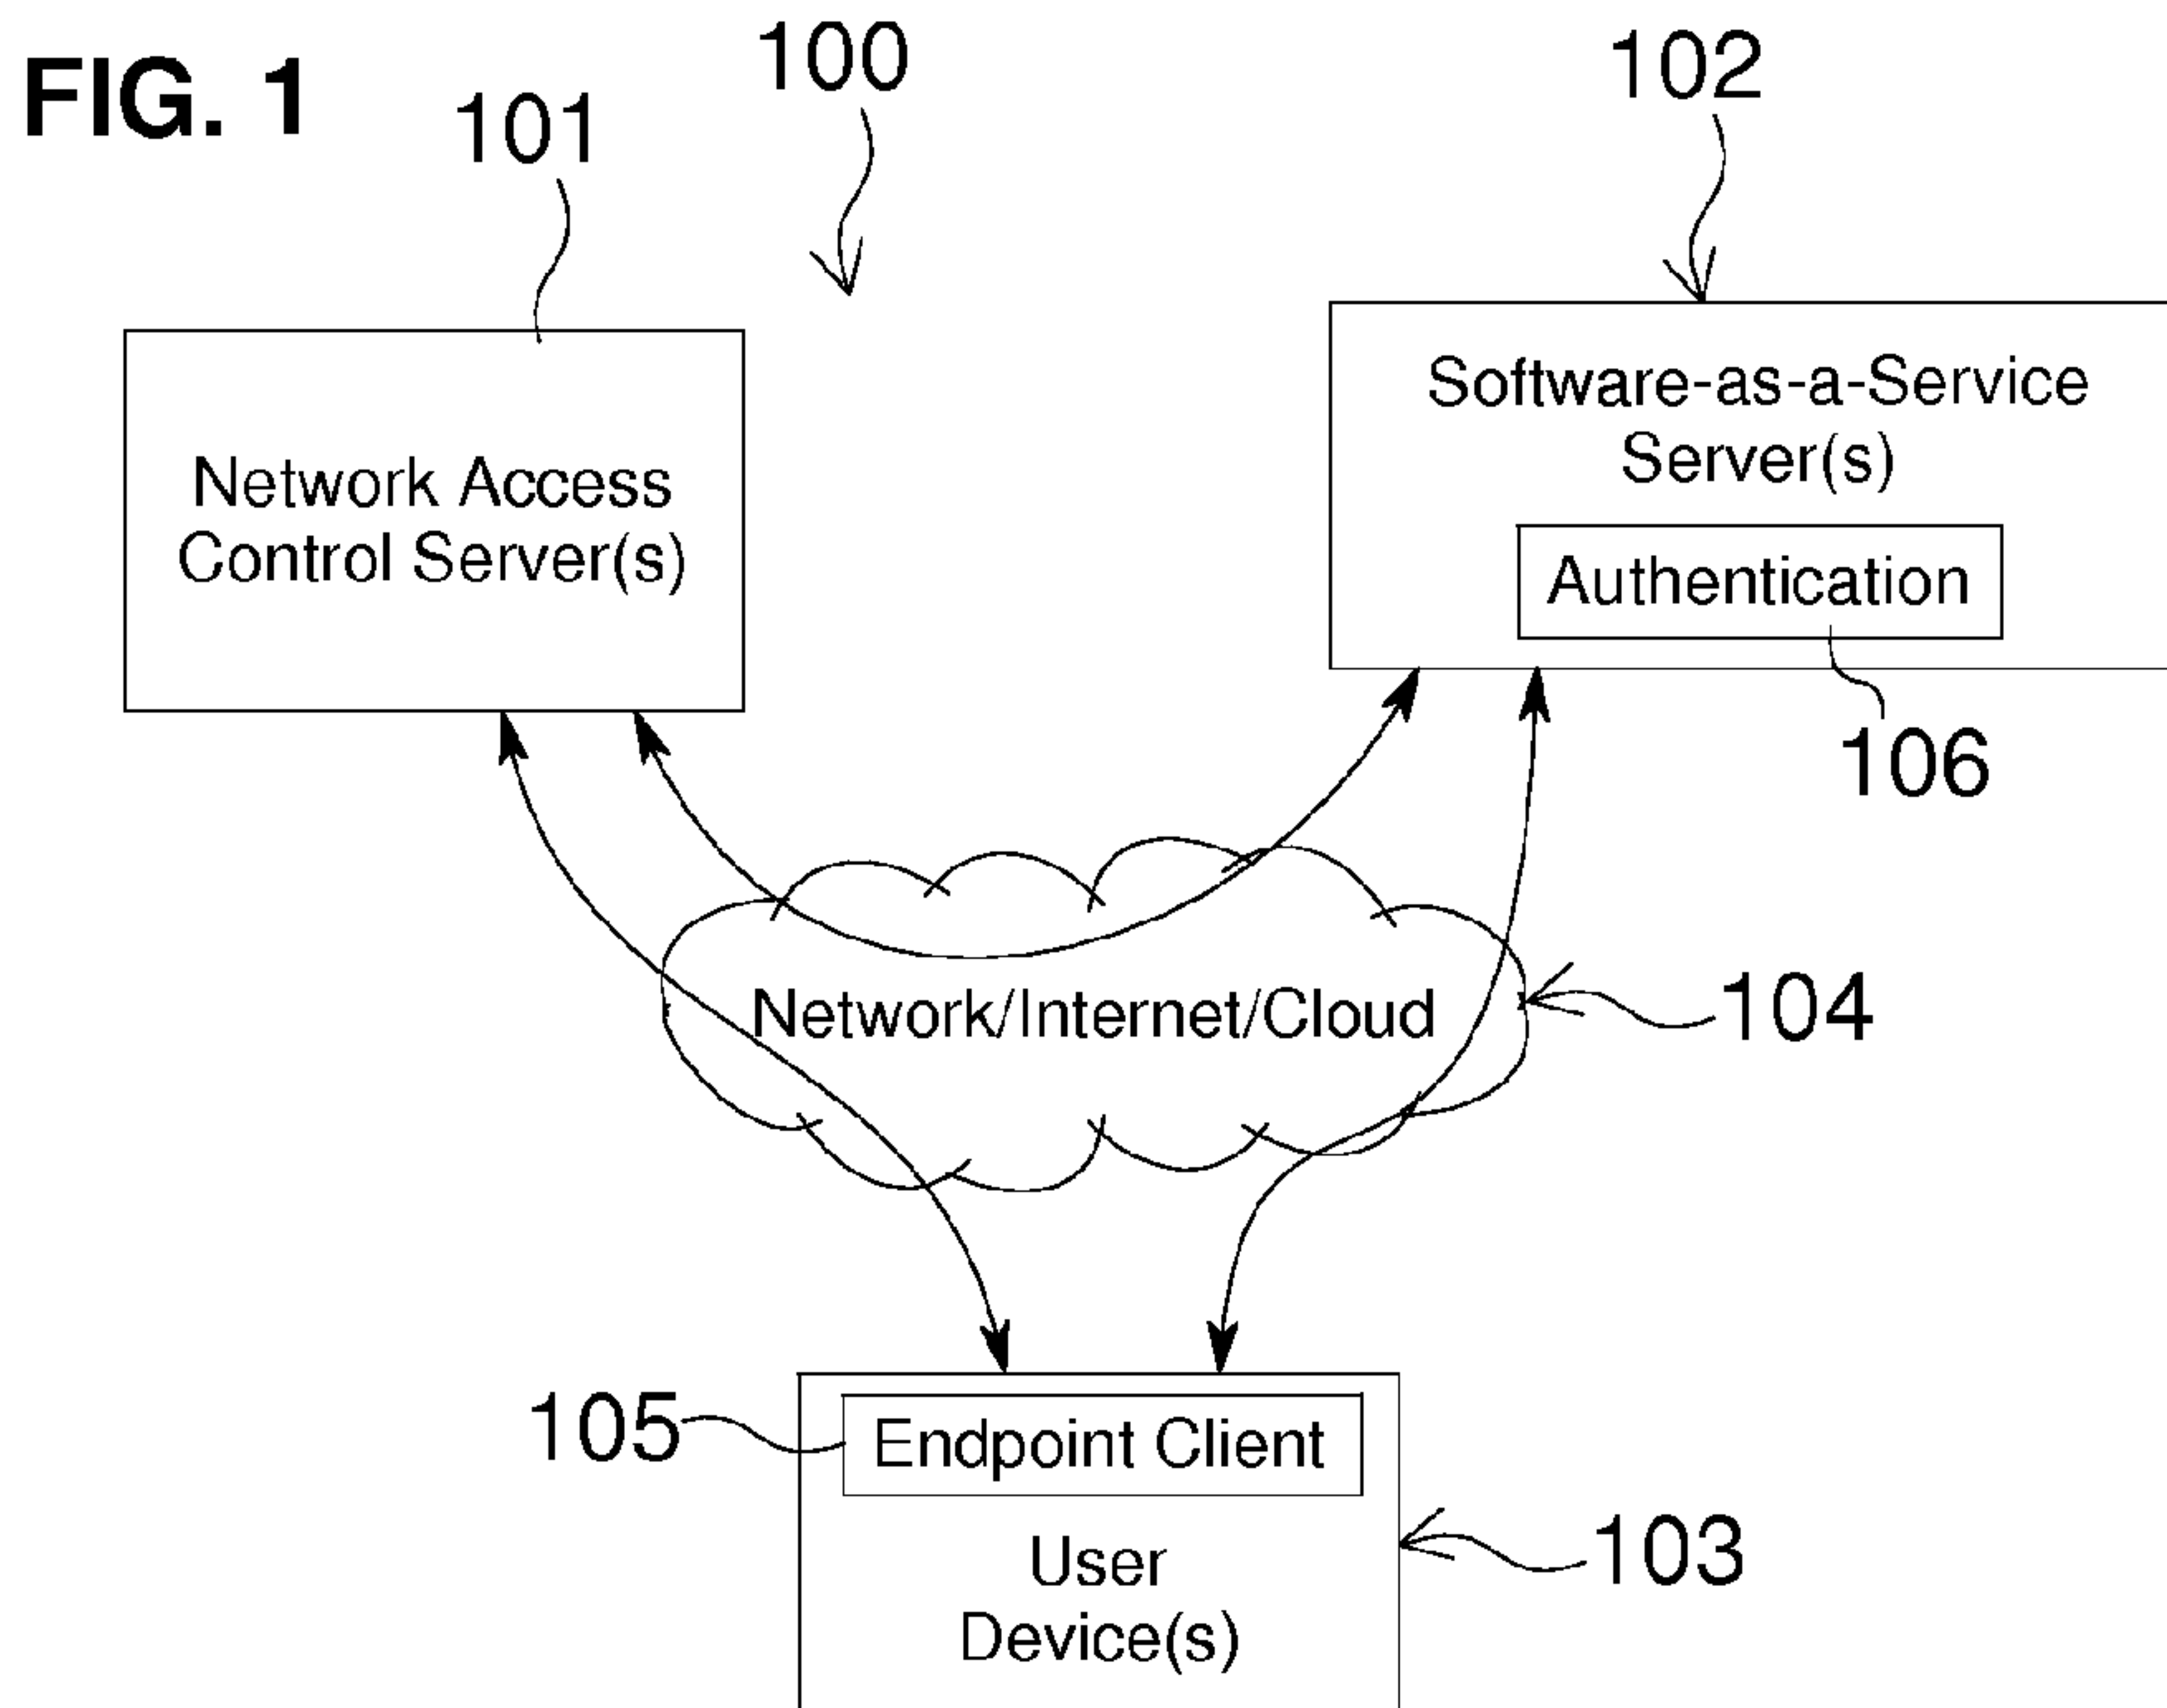 FIG. 1
100
102
101
Software-as-a-Service
Server(s)
Network Access
Control Server(s)
Authentication
106
Network/Internet/Cloud
104
105
Endpoint Client
User
Device(s)
103